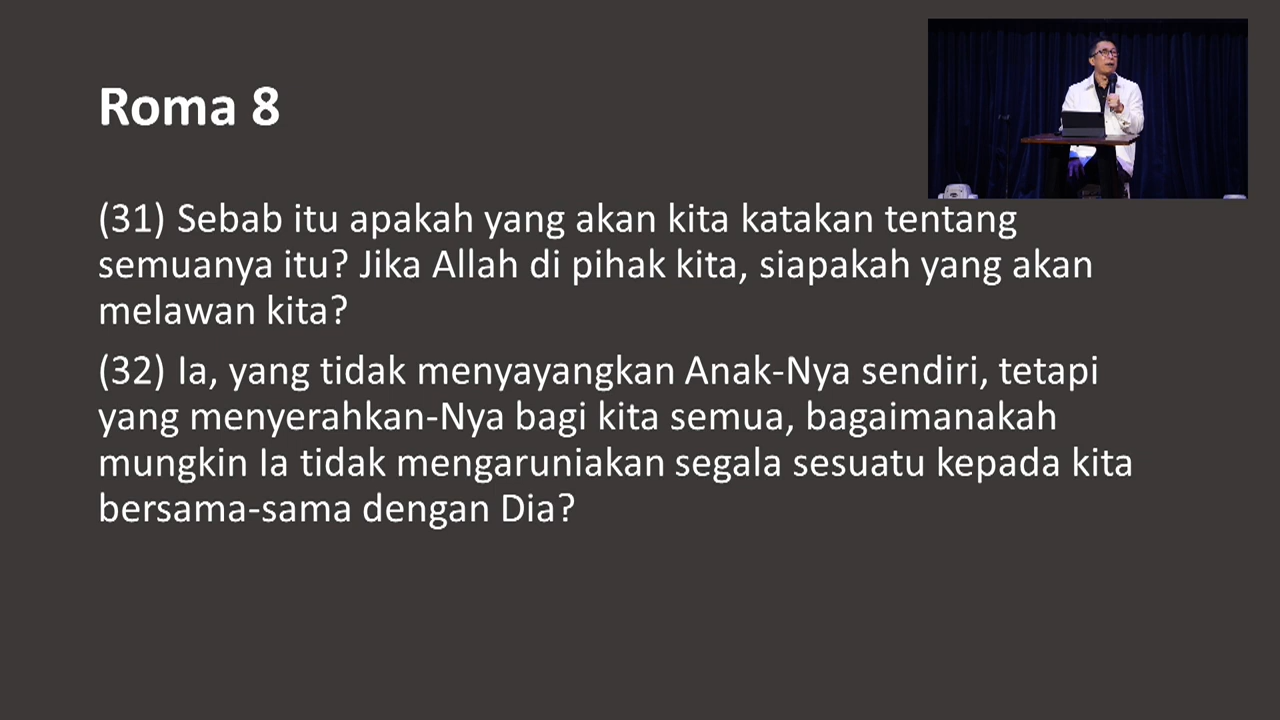 Roma 8
(31) Sebab itu apakah yang akan kita katakan tentang
semuanya itu? Jika Allah di pihak kita, siapakah yang akan
melawan kita?
(32) Ia, yang tidak menyayangkan Anak-Nya sendiri, tetapi
yang menyerahkan-Nya bagi kita semua, bagaimanakah
mungkin Ia tidak mengaruniakan segala sesuatu kepada kita
bersama-sama dengan Dia?